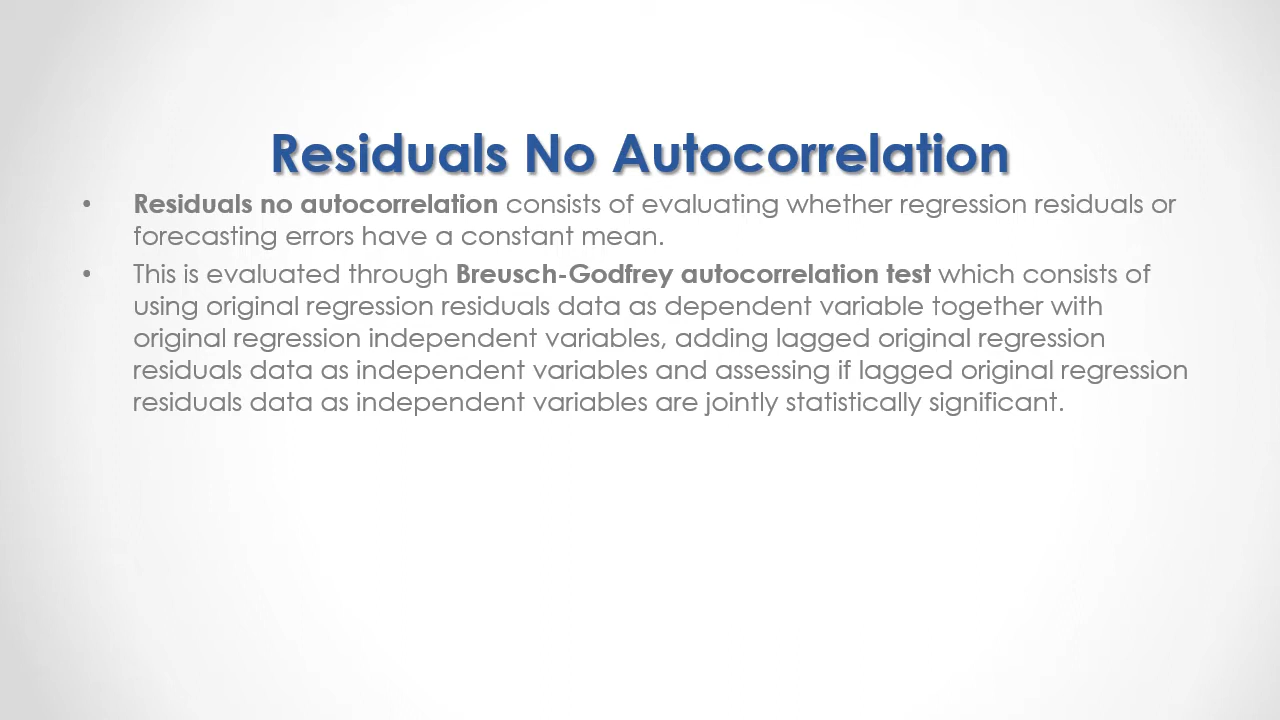 Residuals No Autocorrelation
• Residuals no autocorrelation consists of evaluating whether regression residuals or
forecasting errors have a constant mean.
• This is evaluated through Breusch-Godfrey autocorrelation test which consists of
using original regression residuals data as dependent variable together with
original regression independent variables, adding lagged original regression
residuals data as independent variables and assessing if lagged original regression
residuals data as independent variables are jointly statistically significant.